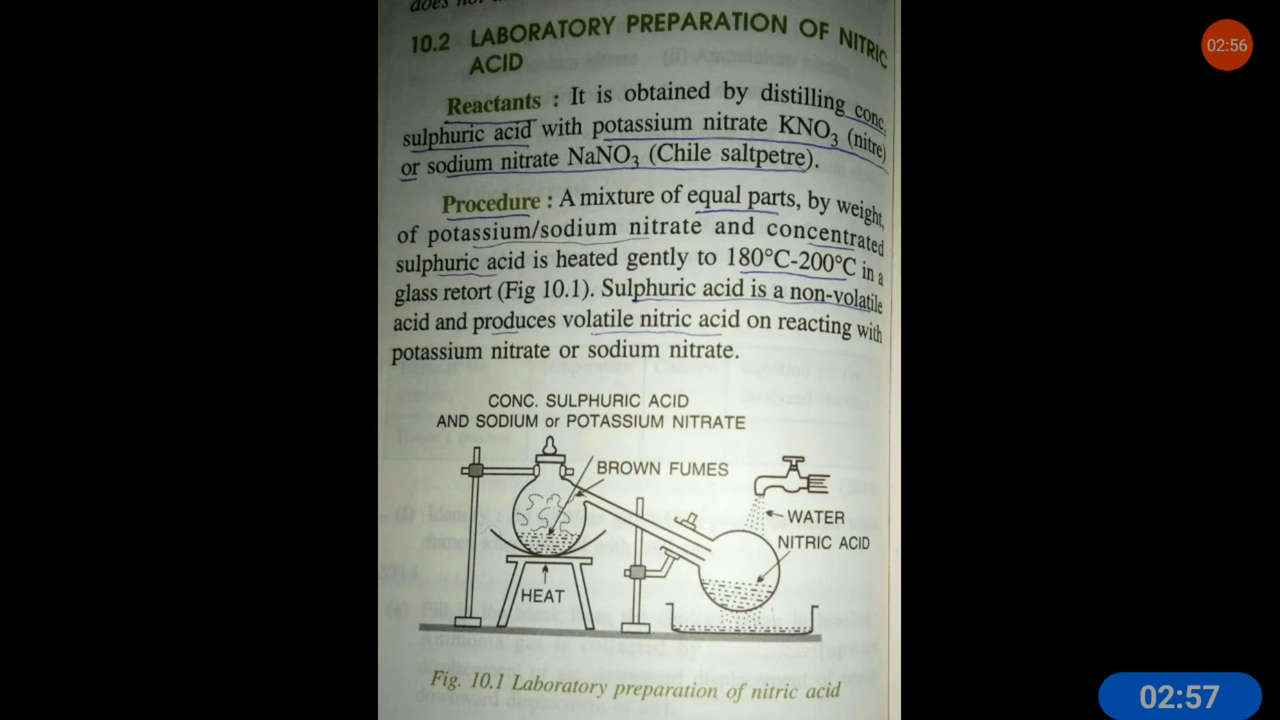 does not
02:56
10.2 LABORATORY PREPARATION OF NITRIC
ACID
Reactants : It is obtained by distilling conc.
sulphuric acid with potassium nitrate KNO₃ (nitre)
or sodium nitrate NaNO₃ (Chile saltpetre).
Procedure : A mixture of equal parts, by weight,
of potassium/sodium nitrate and concentrated
sulphuric acid is heated gently to 180°C-200°C in a
glass retort (Fig 10.1). Sulphuric acid is a non-volatile
acid and produces volatile nitric acid on reacting with
potassium nitrate or sodium nitrate.
CONC. SULPHURIC ACID
AND SODIUM or POTASSIUM NITRATE
BROWN FUMES
WATER
NITRIC ACID
HEAT
Fig. 10.1 Laboratory preparation of nitric acid
02:57